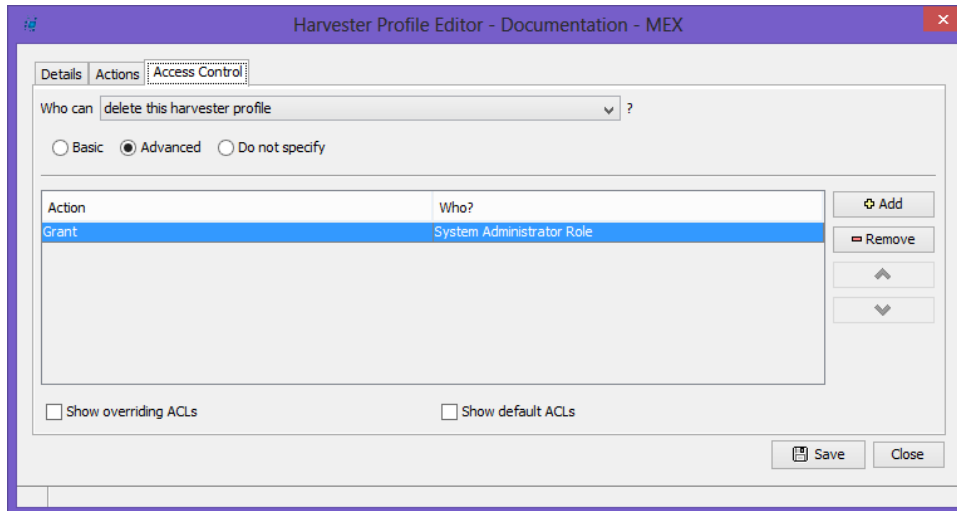 Harvester Profile Editor - Documentation - MEX
Details Actions Access Control
Who can delete this harvester profile ?
Basic Advanced Do not specify
Action Who? Add
Grant System Administrator Role Remove
Show overriding ACLs Show default ACLs
Save Close